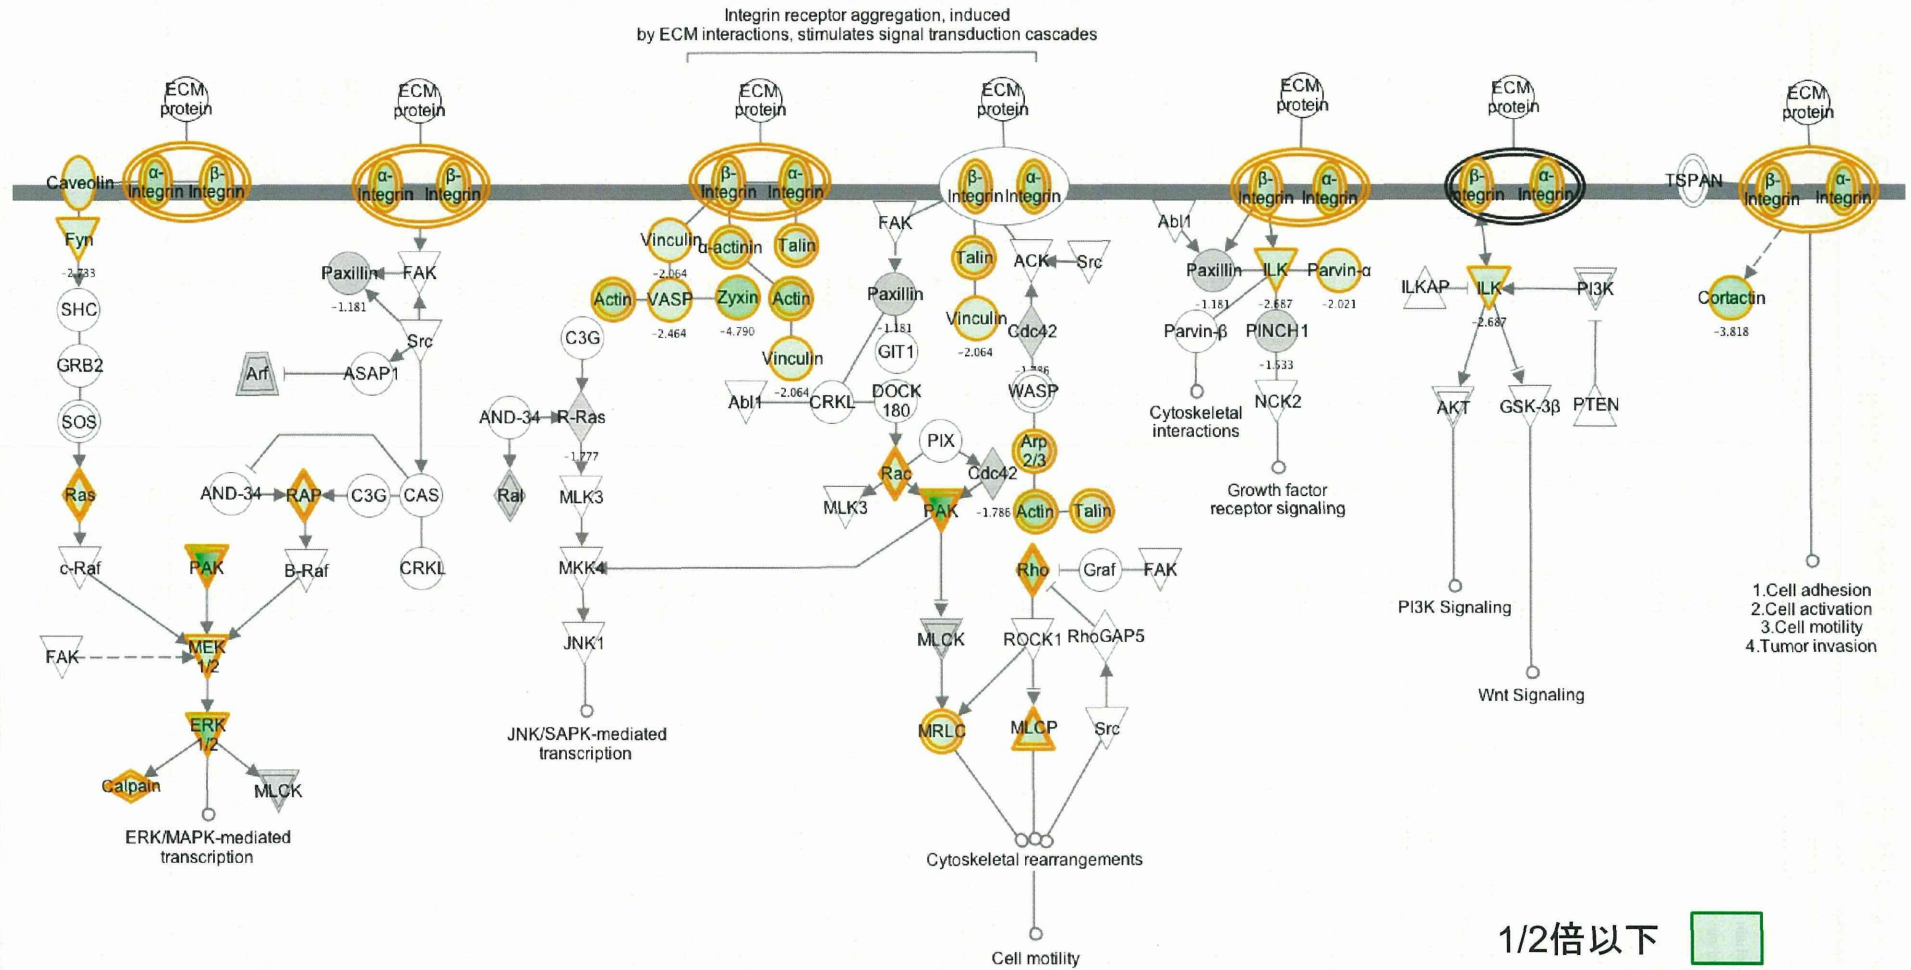 Integrin receptor aggregation, induced
by ECM interactions, stimulates signal transduction cascades
ECM
protein
ECM
protein
ECM
protein
ECM
protein
ECM
protein
ECM
protein
ECM
protein
Caveolin
α-
Integrin
β-
Integrin
α-
Integrin
β-
Integrin
β-
Integrin
α-
Integrin
β-
Integrin
α-
Integrin
β-
Integrin
α-
Integrin
β-
Integrin
α-
Integrin
TSPAN
β-
Integrin
α-
Integrin
Fyn
-2.733
SHC
GRB2
SOS
Ras
c-Raf
PAK
FAK
MEK
1/2
ERK
1/2
Calpain
MLCK
ERK/MAPK-mediated
transcription
Paxillin
-1.181
FAK
Src
Arf
ASAP1
AND-34
RAP
C3G
CAS
B-Raf
CRKL
Vinculin
-2.064
α-actinin
Talin
Actin
VASP
-2.464
Zyxin
-4.790
Actin
Vinculin
-2.064
C3G
AND-34
R-Ras
-1.777
Ral
MLK3
MKK4
JNK1
JNK/SAPK-mediated
transcription
FAK
Paxillin
-1.181
GIT1
Abl1
CRKL
DOCK
180
PIX
Rac
Cdc42
-1.786
MLK3
PAK
MLCK
MRLC
Talin
Vinculin
-2.064
ACK
Src
Cdc42
-1.786
WASP
Arp
2/3
Actin
Talin
Rho
Graf
FAK
ROCK1
RhoGAP5
MLCP
Src
Cytoskeletal rearrangements
Cell motility
Abl1
Paxillin
-1.181
ILK
-2.687
Parvin-α
-2.021
Parvin-β
PINCH1
-1.533
NCK2
Cytoskeletal
interactions
Growth factor
receptor signaling
ILKAP
ILK
-2.687
PI3K
AKT
GSK-3β
PTEN
PI3K Signaling
Wnt Signaling
Cortactin
-3.818
1.Cell adhesion
2.Cell activation
3.Cell motility
4.Tumor invasion
1/2倍以下